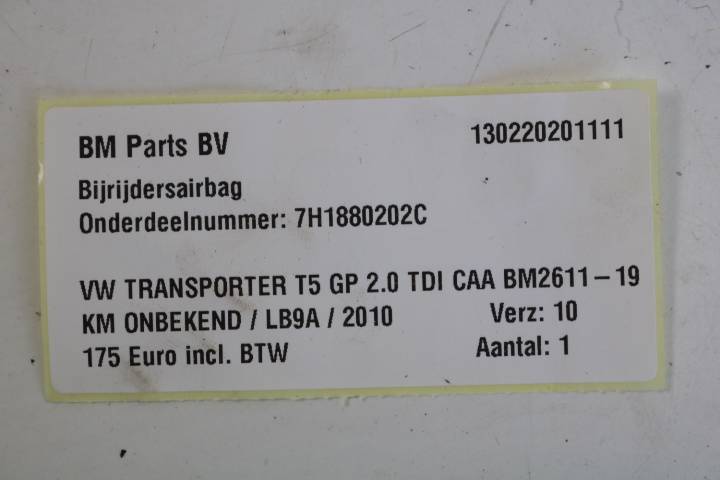 BM Parts BV 130220201111
Bijrijdersairbag
Onderdeelnummer: 7H1880202C
VW TRANSPORTER T5 GP 2.0 TDI CAA BM2611-19
KM ONBEKEND / LB9A / 2010 Verz: 10
175 Euro incl. BTW Aantal: 1